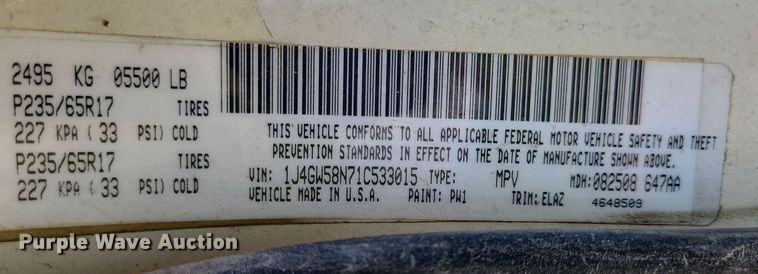 2495 KG 05500 LB
P235/65R17 TIRES
227 KPA ( 33 PSI) COLD
P235/65R17 TIRES
227 KPA ( 33 PSI) COLD
THIS VEHICLE CONFORMS TO ALL APPLICABLE FEDERAL MOTOR VEHICLE SAFETY AND THEFT
PREVENTION STANDARDS IN EFFECT ON THE DATE OF MANUFACTURE SHOWN ABOVE.
VIN: 1J4GW58N71C533015 TYPE: MPV MDH: 082508 647AA
VEHICLE MADE IN U.S.A. PAINT: PW1 TRIM: ELAZ 4648509
Purple Wave Auction